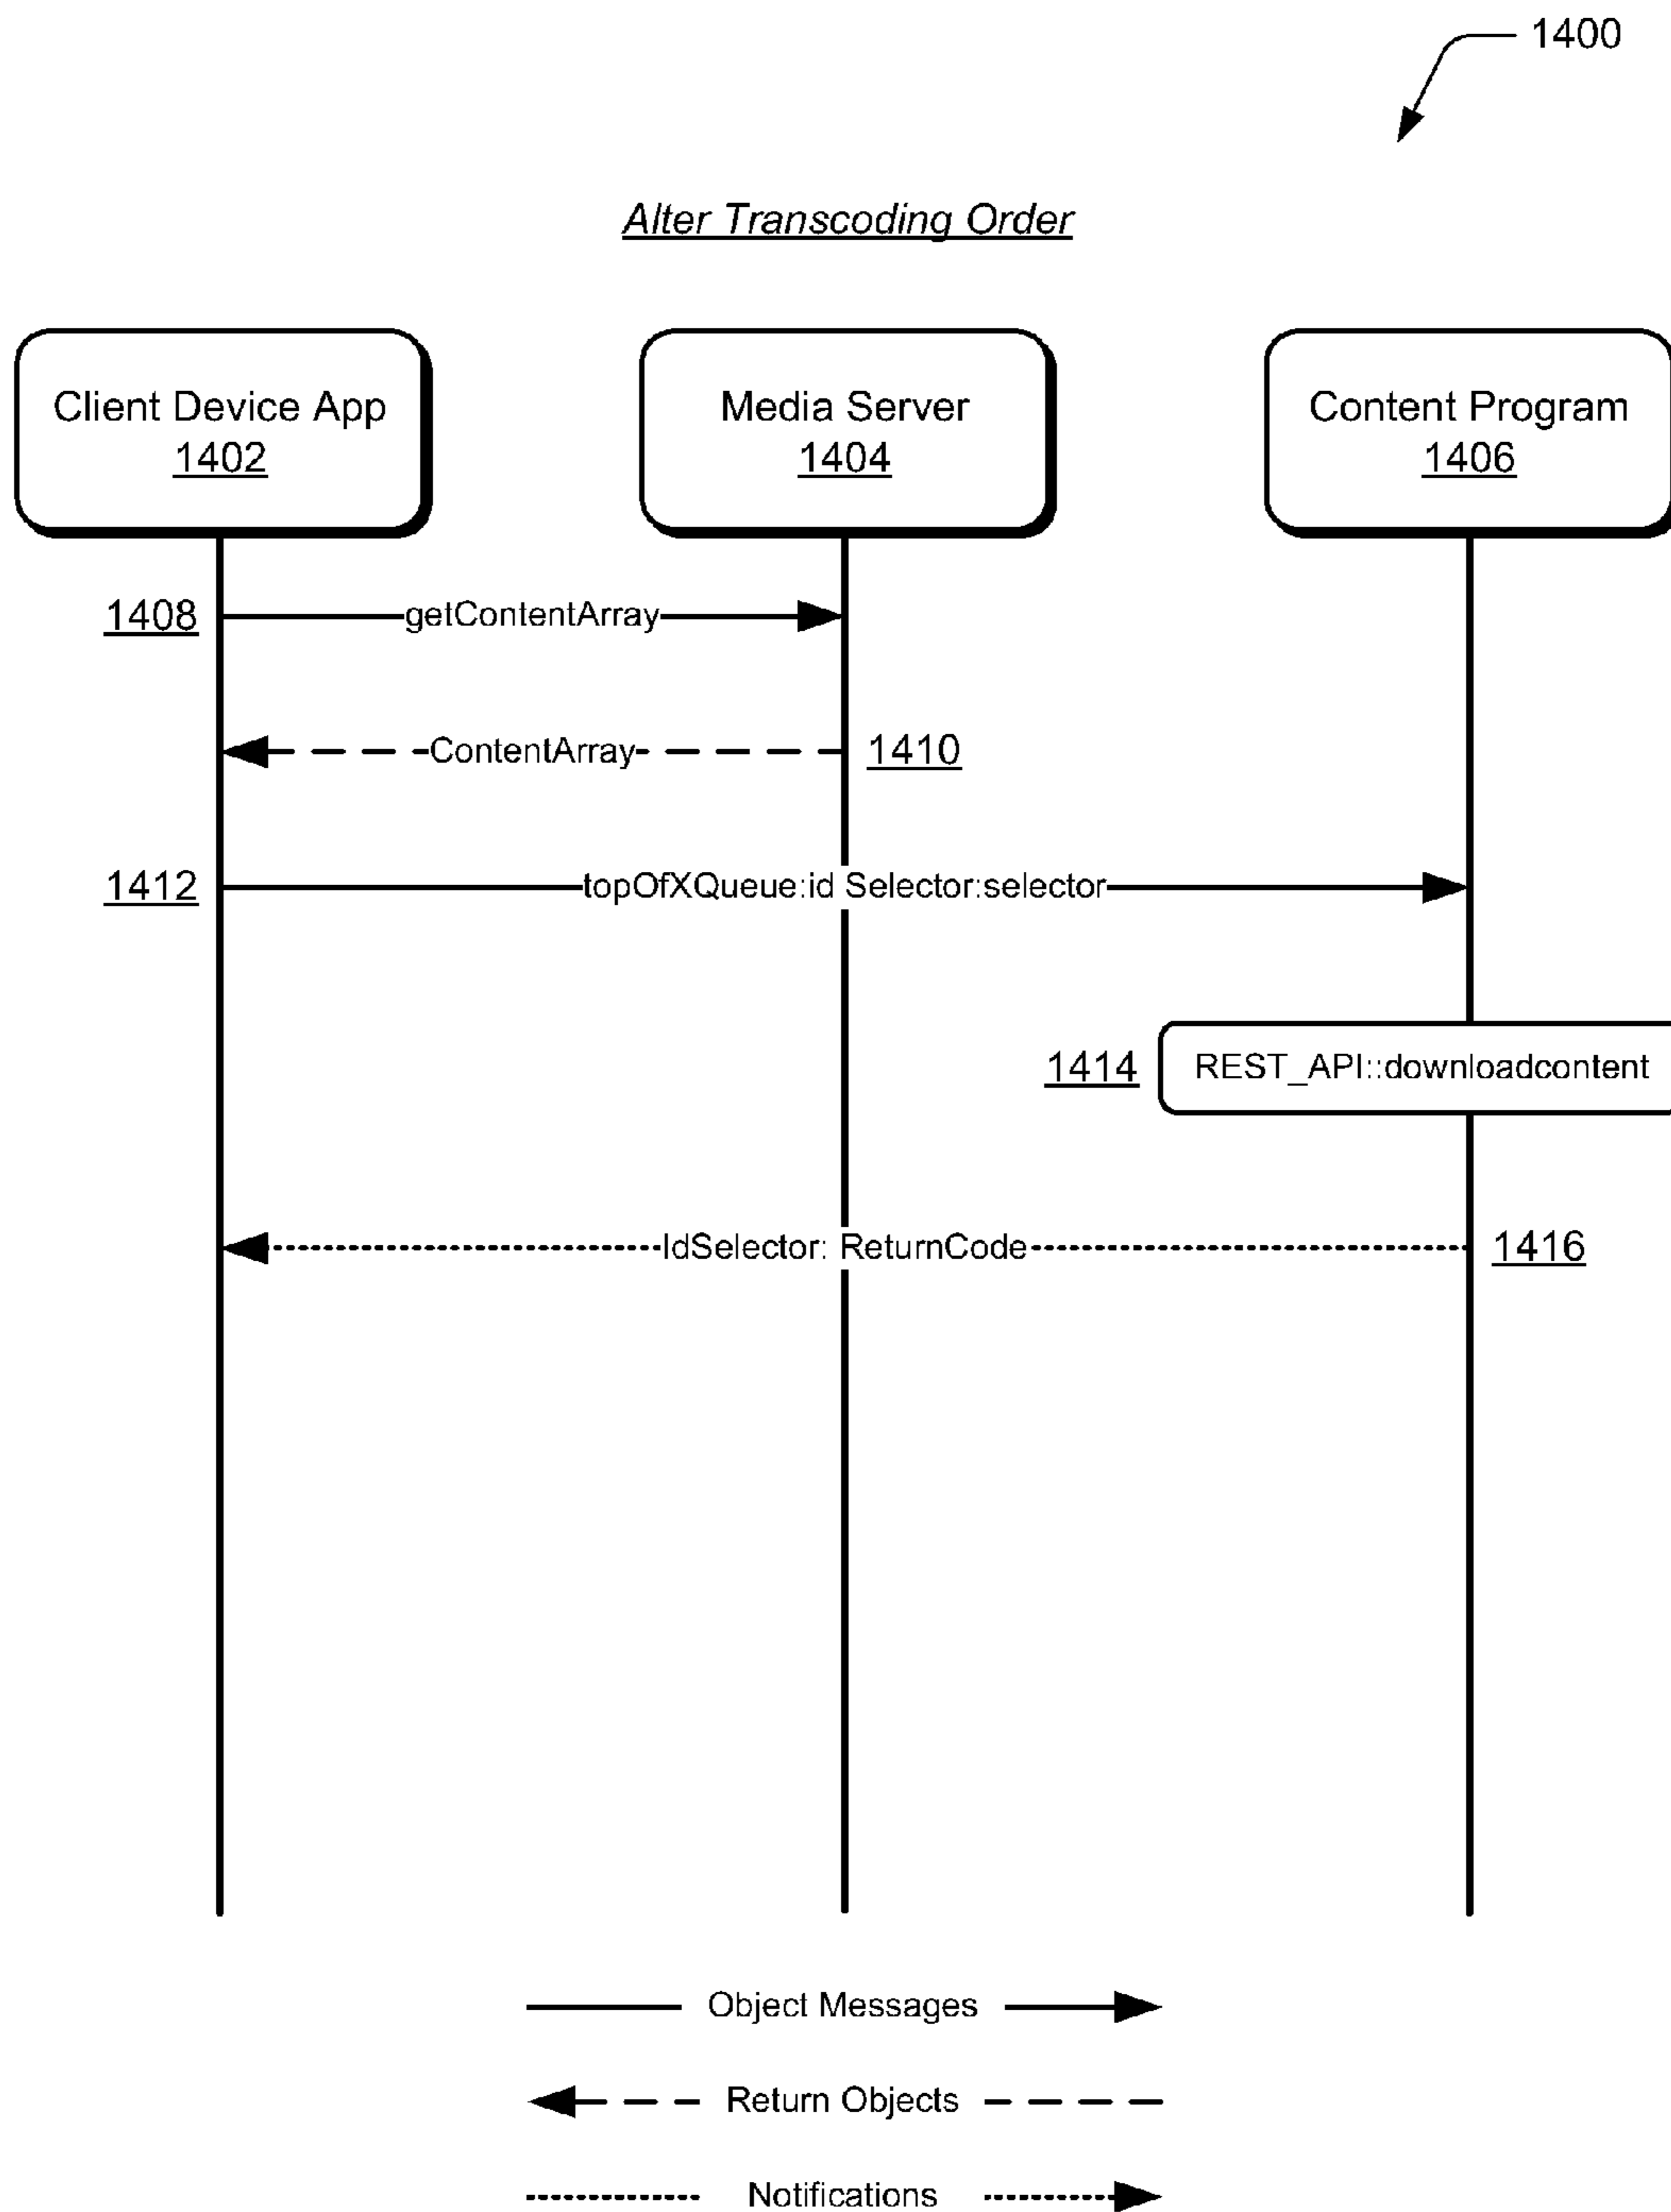 1400
Alter Transcoding Order
Client Device App
1402
Media Server
1404
Content Program
1406
1408
getContentArray
ContentArray
1410
1412
topOfXQueue:id Selector:selector
1414
REST_API::downloadcontent
IdSelector: ReturnCode
1416
Object Messages
Return Objects
Notifications